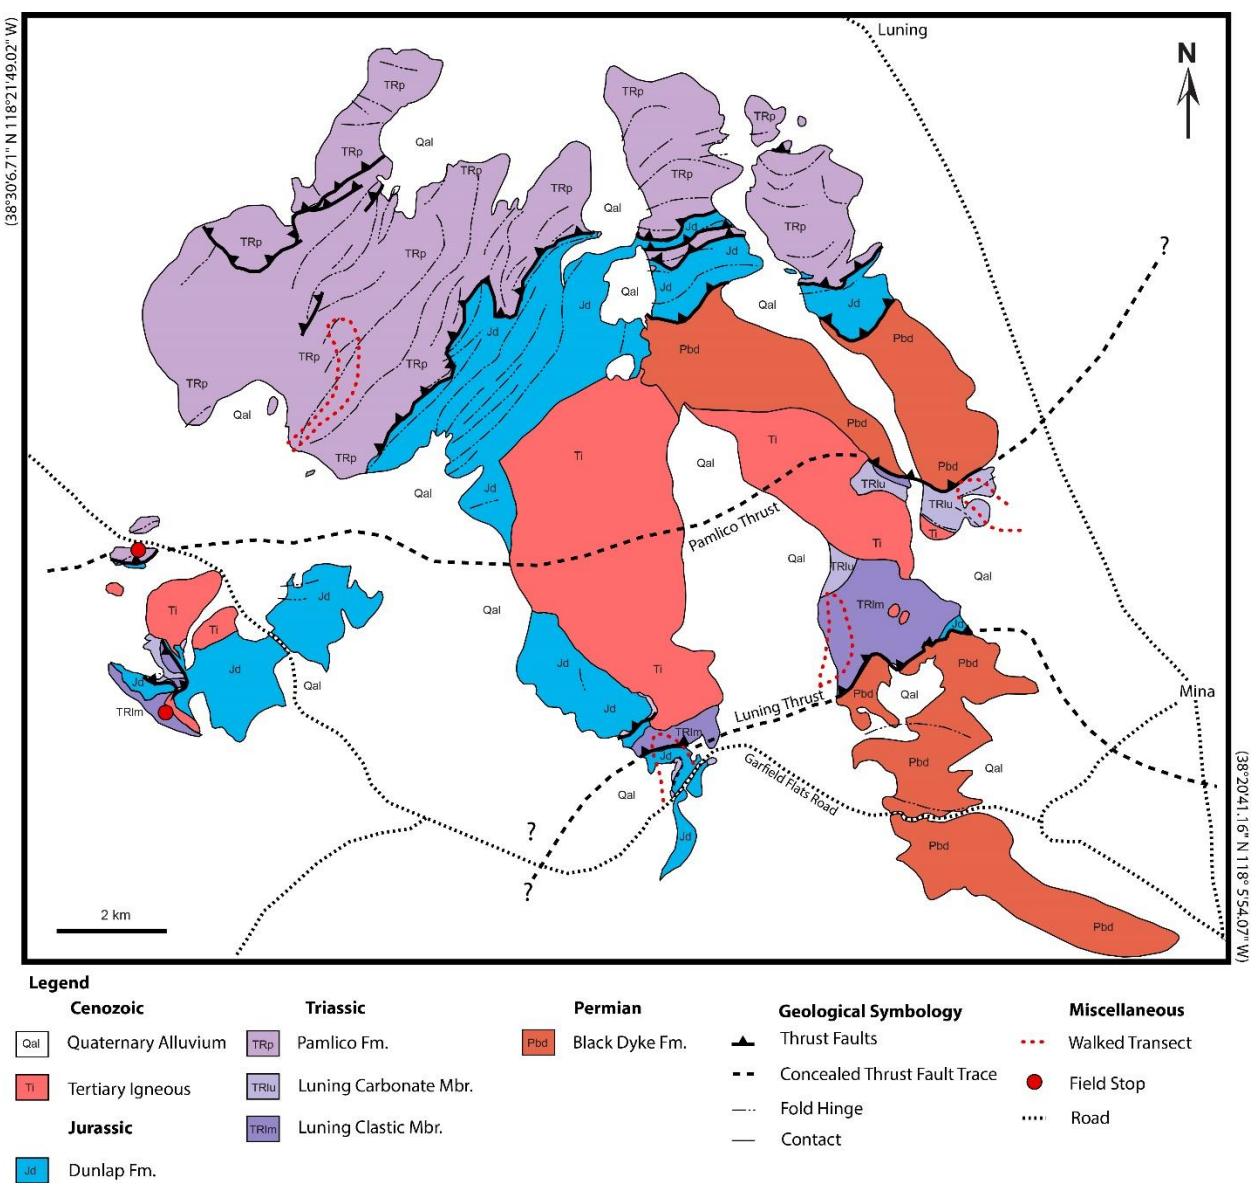 (38°30'6.71" N 118°21'49.02" W)
Luning
N
TRp
TRp
TRp
Qal
TRp
TRp
TRp
TRp
TRp
Qal
Jd
TRp
TRp
TRp
Jd
?
Jd
Qal
Jd
Qal
Jd
Jd
TRp
TRp
Pbd
Pbd
TRp
Qal
Pbd
TRp
Ti
Ti
Qal
Pbd
Qal
Jd
TRlu
TRlu
Pamlico Thrust
Ti
Ti
Qal
TRlu
Qal
Ti
Jd
Qal
TRlm
Ti
Jd
Jd
Jd
Ti
Pbd
Jd
Qal
TRlm
Jd
Luning Thrust
Pbd
Qal
Mina
TRlm
Jd
Garfield Flats Road
Pbd
Qal
Qal
?
Jd
Pbd
?
2 km
Pbd
(38°20'41.16" N 118° 5'54.07" W)
Legend
Cenozoic
Qal Quaternary Alluvium
Ti Tertiary Igneous
Jurassic
Jd Dunlap Fm.
Triassic
TRp Pamlico Fm.
TRlu Luning Carbonate Mbr.
TRlm Luning Clastic Mbr.
Permian
Pbd Black Dyke Fm.
Geological Symbology
Thrust Faults
Concealed Thrust Fault Trace
Fold Hinge
Contact
Miscellaneous
Walked Transect
Field Stop
Road